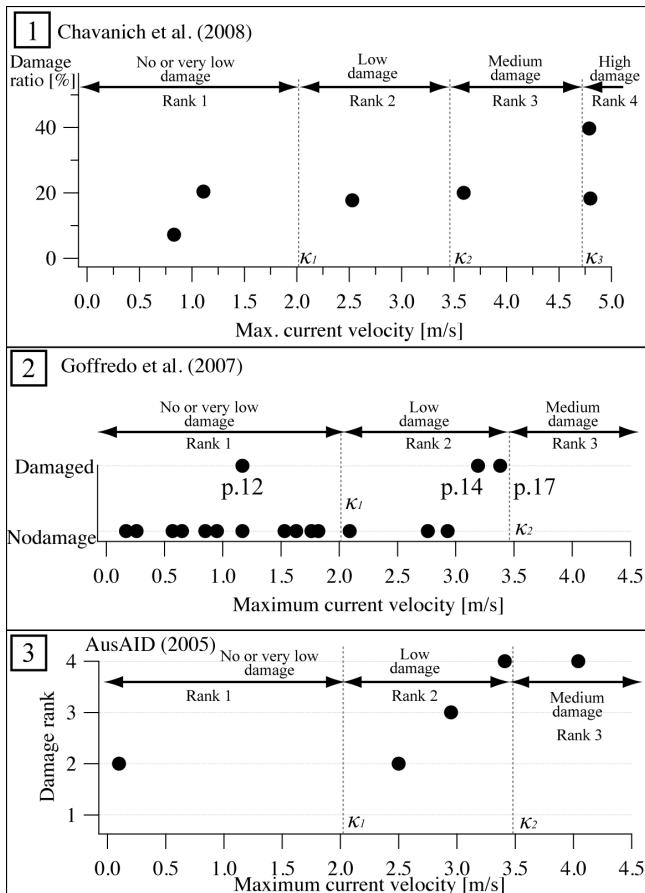 1 Chavanich et al. (2008)
Damage
ratio [%]
No or very low
damage
Rank 1
Low
damage
Rank 2
Medium
damage
Rank 3
High
damage
Rank 4
40
20
0
κ1
κ2
κ3
0.0 0.5 1.0 1.5 2.0 2.5 3.0 3.5 4.0 4.5 5.0
Max. current velocity [m/s]
2 Goffredo et al. (2007)
No or very low
damage
Rank 1
Low
damage
Rank 2
Medium
damage
Rank 3
Damaged
p.12
p.14
p.17
κ1
κ2
Nodamage
0.0 0.5 1.0 1.5 2.0 2.5 3.0 3.5 4.0 4.5
Maximum current velocity [m/s]
3 AusAID (2005)
No or very low
damage
Rank 1
Low
damage
Rank 2
Medium
damage
Rank 3
Damage rank
4
3
2
1
κ1
κ2
0.0 0.5 1.0 1.5 2.0 2.5 3.0 3.5 4.0 4.5
Maximum current velocity [m/s]